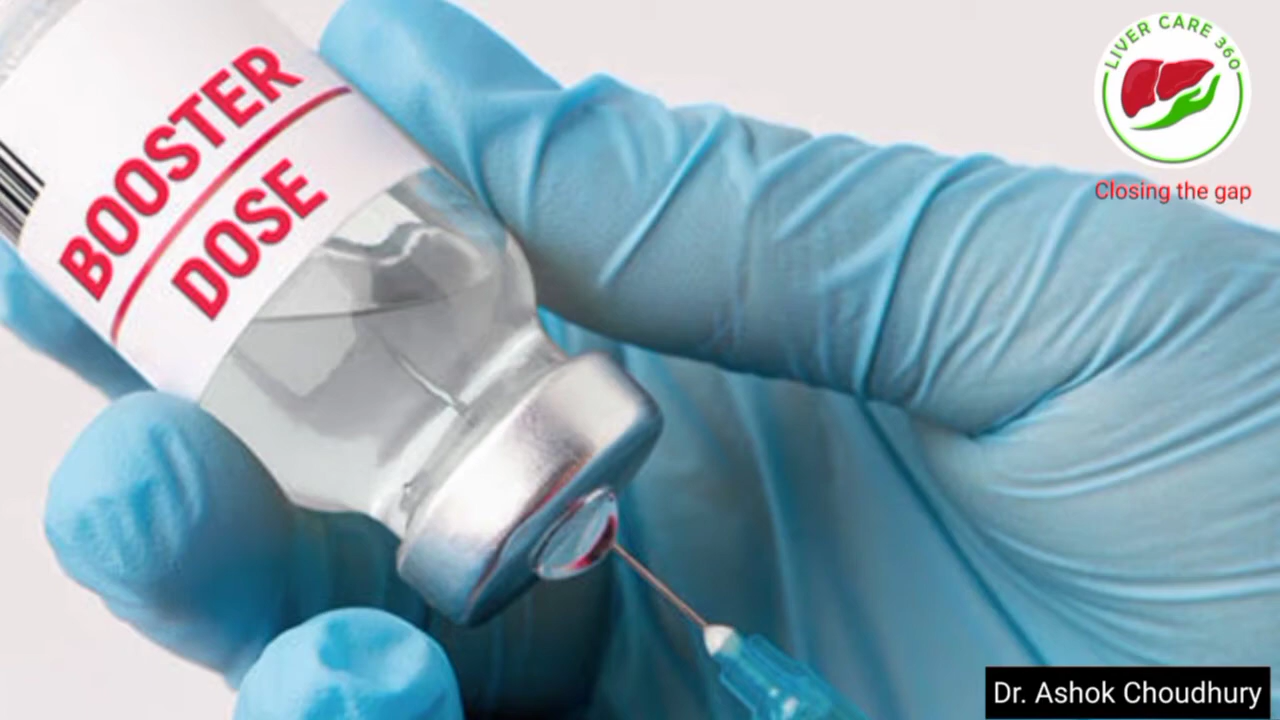 BOOSTER
DOSE
LIVER CARE 360
Closing the gap
Dr. Ashok Choudhury